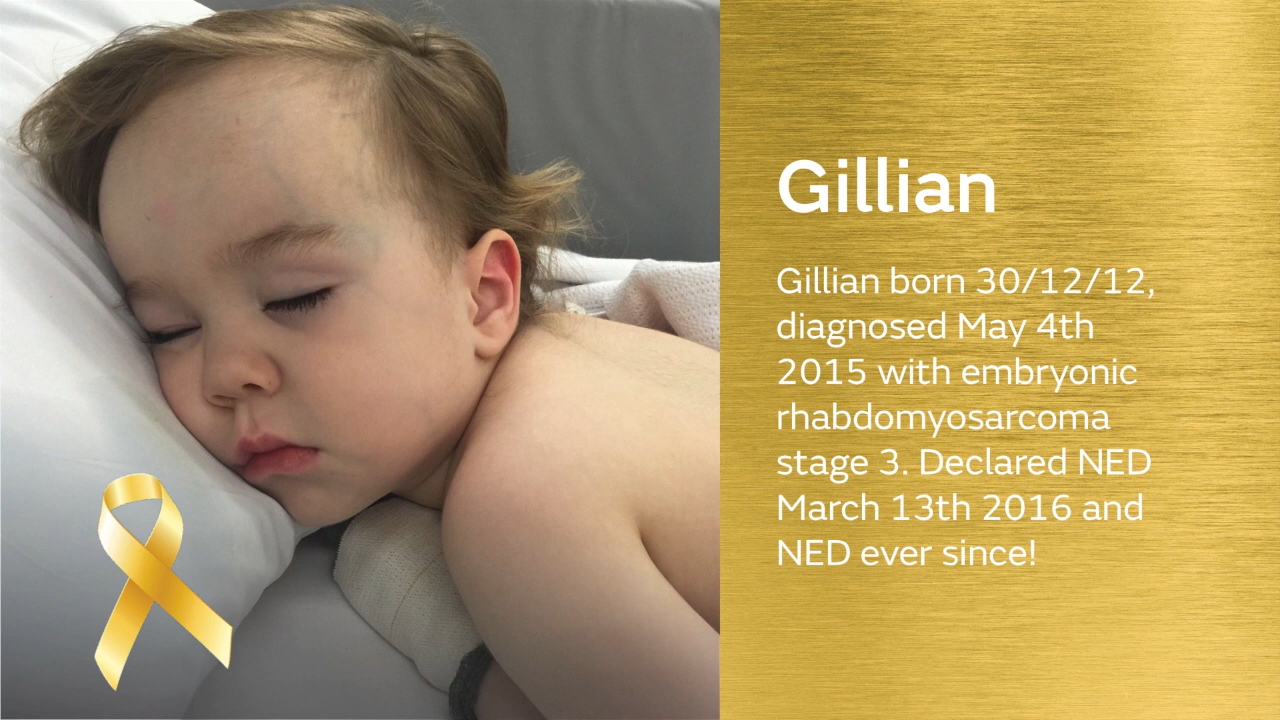 Gillian
Gillian born 30/12/12,
diagnosed May 4th
2015 with embryonic
rhabdomyosarcoma
stage 3. Declared NED
March 13th 2016 and
NED ever since!